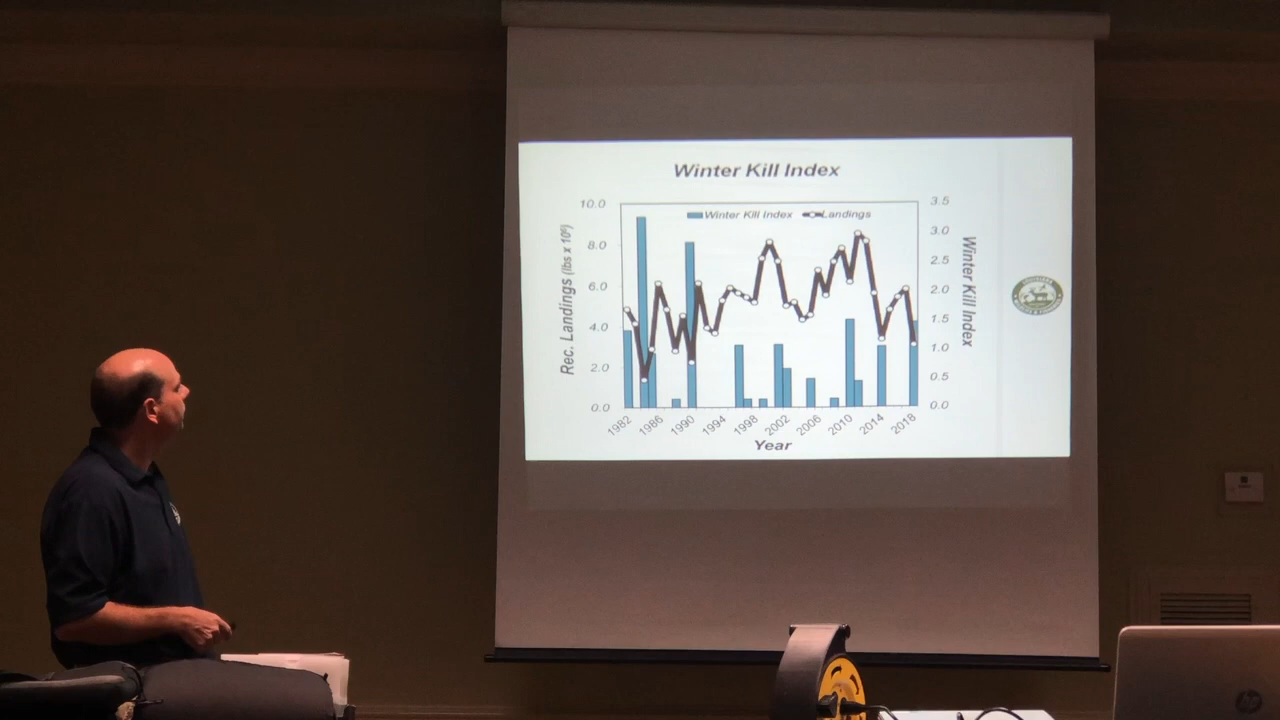 Winter Kill Index
Winter Kill Index Landings
Rec. Landings (lbs x 10⁶)
10.0
8.0
6.0
4.0
2.0
0.0
3.5
3.0
2.5
2.0
1.5
1.0
0.5
0.0
Winter Kill Index
1982 1986 1990 1994 1998 2002 2006 2010 2014 2018
Year
hp